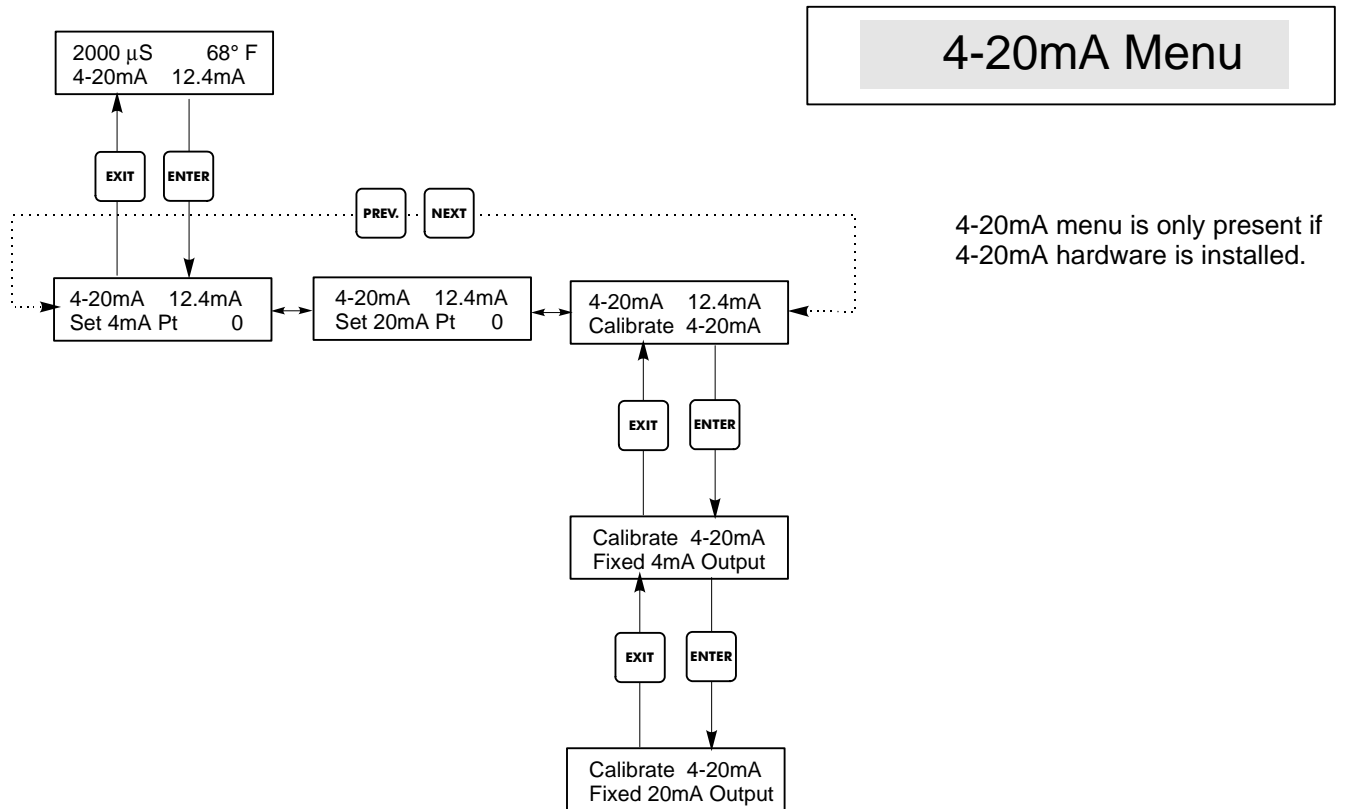 4-20mA Menu
2000 μS 68° F
4-20mA 12.4mA
EXIT
ENTER
PREV.
NEXT
4-20mA menu is only present if
4-20mA hardware is installed.
4-20mA 12.4mA
Set 4mA Pt 0
4-20mA 12.4mA
Set 20mA Pt 0
4-20mA 12.4mA
Calibrate 4-20mA
EXIT
ENTER
Calibrate 4-20mA
Fixed 4mA Output
EXIT
ENTER
Calibrate 4-20mA
Fixed 20mA Output